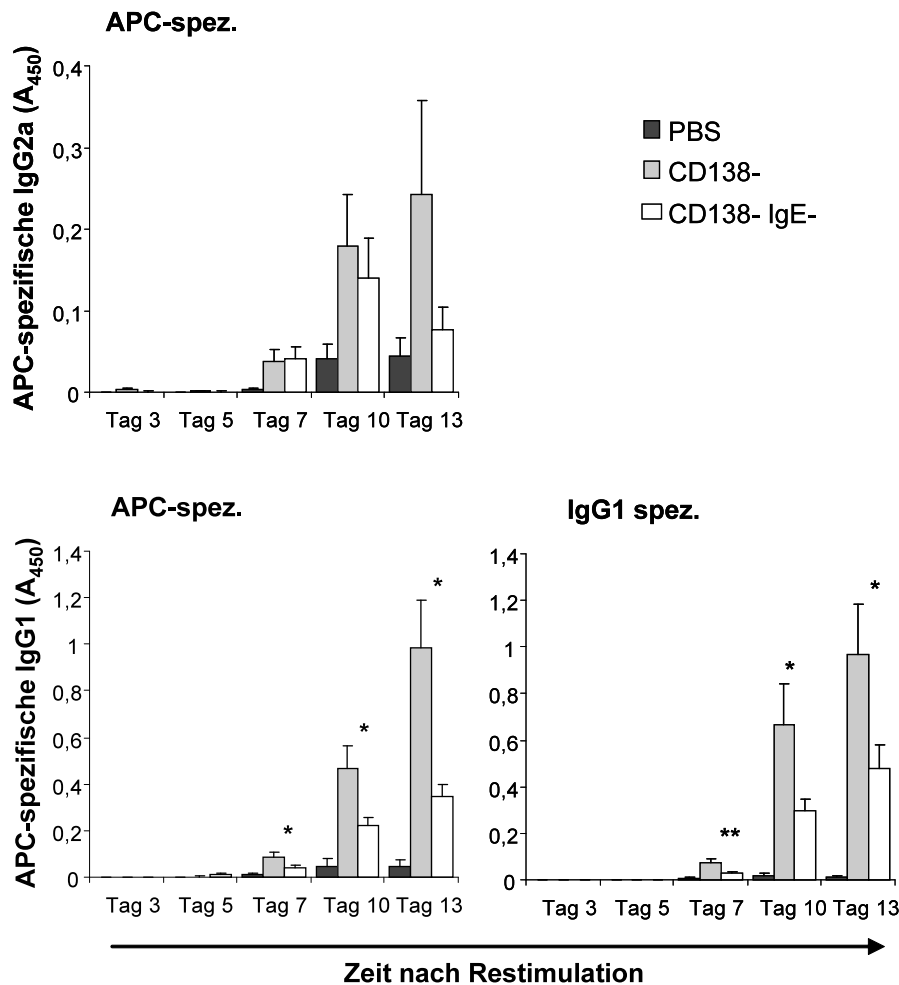 APC-spez.
APC-spezifische IgG2a (A450)
0,4
0,3
0,2
0,1
0
Tag 3 Tag 5 Tag 7 Tag 10 Tag 13
PBS
CD138-
CD138- IgE-
APC-spez.
APC-spezifische IgG1 (A450)
1,4
1,2
1
0,8
0,6
0,4
0,2
0
* * *
Tag 3 Tag 5 Tag 7 Tag 10 Tag 13
IgG1 spez.
1,4
1,2
1
0,8
0,6
0,4
0,2
0
** * *
Tag 3 Tag 5 Tag 7 Tag 10 Tag 13
Zeit nach Restimulation